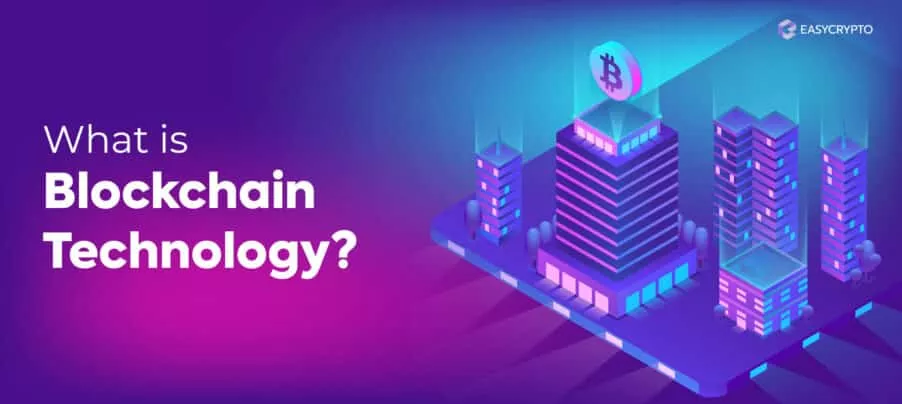 EASYCRYPTO
What is
Blockchain
Technology?